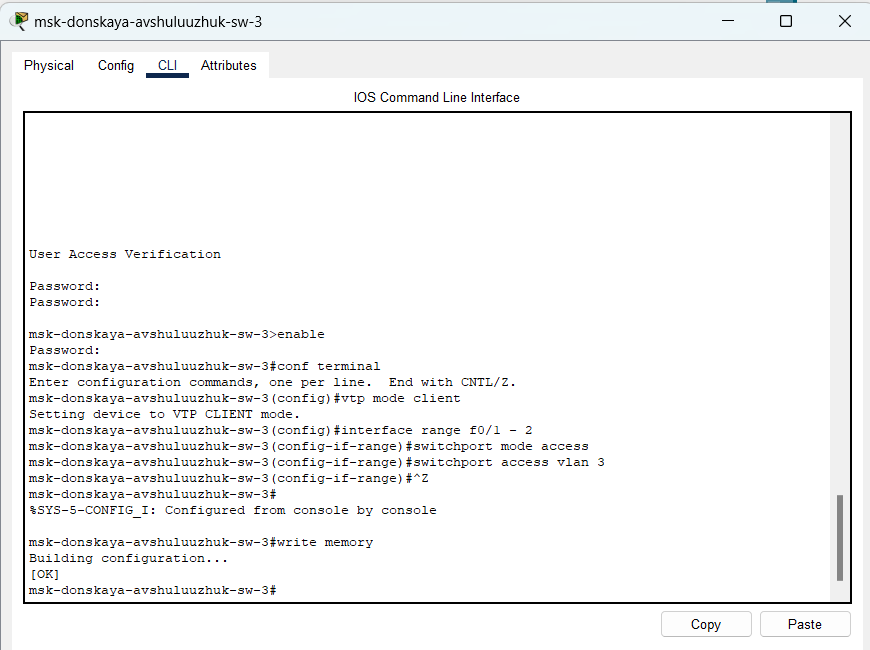 msk-donskaya-avshuluuzhuk-sw-3
Physical Config CLI Attributes
IOS Command Line Interface
User Access Verification
Password:
Password:
msk-donskaya-avshuluuzhuk-sw-3>enable
Password:
msk-donskaya-avshuluuzhuk-sw-3#conf terminal
Enter configuration commands, one per line.  End with CNTL/Z.
msk-donskaya-avshuluuzhuk-sw-3(config)#vtp mode client
Setting device to VTP CLIENT mode.
msk-donskaya-avshuluuzhuk-sw-3(config)#interface range f0/1 - 2
msk-donskaya-avshuluuzhuk-sw-3(config-if-range)#switchport mode access
msk-donskaya-avshuluuzhuk-sw-3(config-if-range)#switchport access vlan 3
msk-donskaya-avshuluuzhuk-sw-3(config-if-range)#^Z
msk-donskaya-avshuluuzhuk-sw-3#
%SYS-5-CONFIG_I: Configured from console by console
msk-donskaya-avshuluuzhuk-sw-3#write memory
Building configuration...
[OK]
msk-donskaya-avshuluuzhuk-sw-3#
Copy Paste